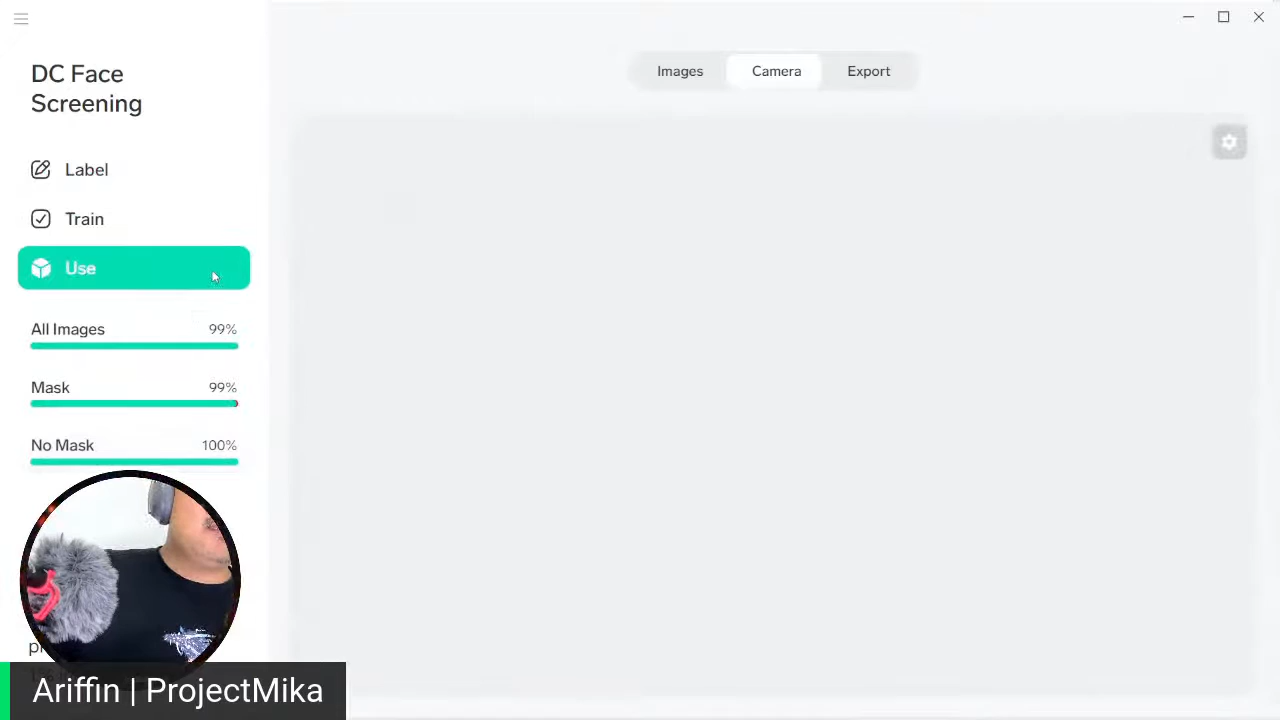 DC Face
Screening
Images
Camera
Export
Label
Train
Use
All Images 99%
Mask 99%
No Mask 100%
Ariffin | ProjectMika